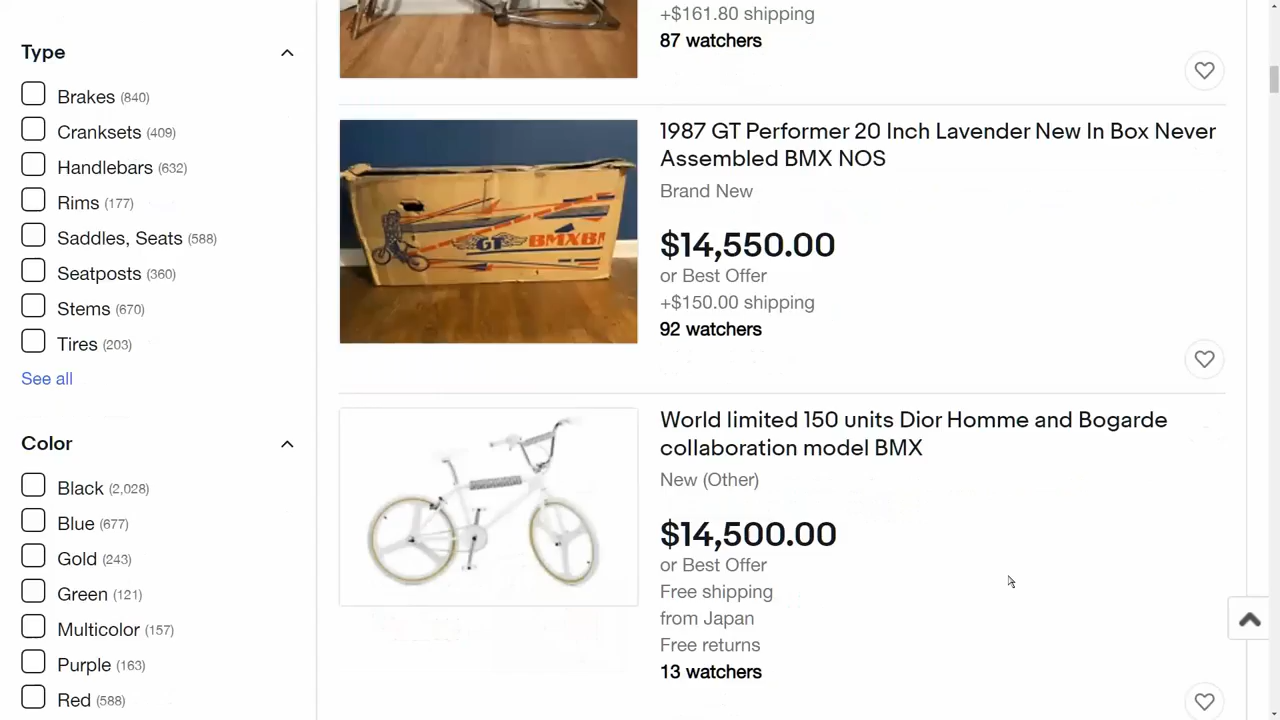 Type
Brakes (840)
Cranksets (409)
Handlebars (632)
Rims (177)
Saddles, Seats (588)
Seatposts (360)
Stems (670)
Tires (203)
See all
Color
Black (2,028)
Blue (677)
Gold (243)
Green (121)
Multicolor (157)
Purple (163)
Red (588)
+$161.80 shipping
87 watchers
GT BMX
1987 GT Performer 20 Inch Lavender New In Box Never
Assembled BMX NOS
Brand New
$14,550.00
or Best Offer
+$150.00 shipping
92 watchers
World limited 150 units Dior Homme and Bogarde
collaboration model BMX
New (Other)
$14,500.00
or Best Offer
Free shipping
from Japan
Free returns
13 watchers